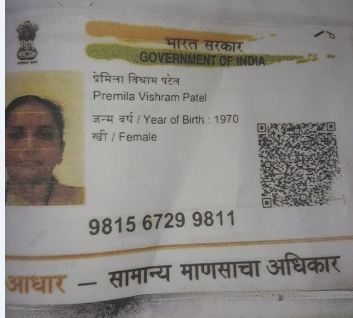 भारत सरकार
GOVERNMENT OF INDIA
प्रेमिला विश्राम पटेल
Premila Vishram Patel
जन्म वर्ष / Year of Birth : 1970
स्त्री / Female
9815 6729 9811
आधार – सामान्य माणसाचा अधिकार